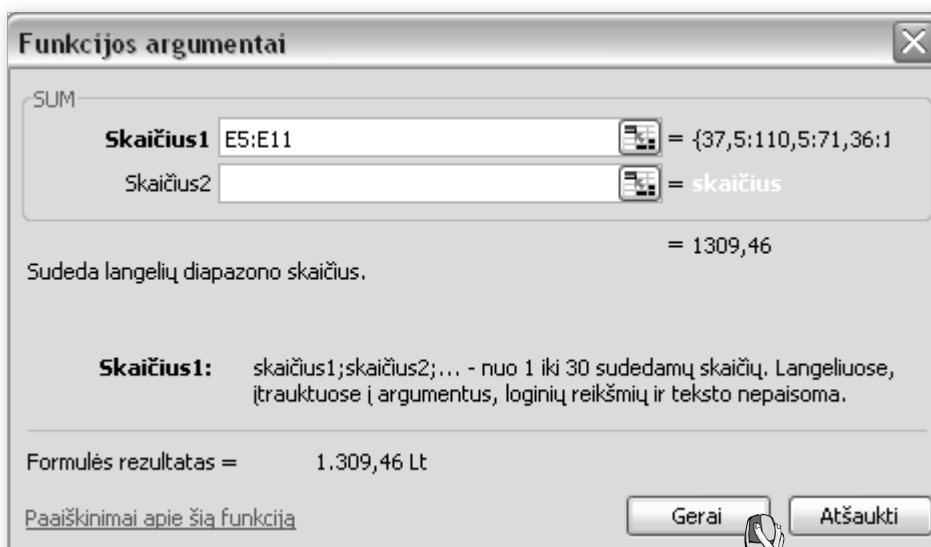 Funkcijos argumentai
SUM
Skaičius1 E5:E11 = {37,5:110,5:71,36:1
Skaičius2 = skaičius
= 1309,46
Sudeda langelių diapazono skaičius.
Skaičius1: skaičius1;skaičius2;... - nuo 1 iki 30 sudedamų skaičių. Langeliuose,
įtrauktuose į argumentus, loginių reikšmių ir teksto nepaisoma.
Formulės rezultatas = 1.309,46 Lt
Paaiškinimai apie šią funkciją Gerai Atšaukti